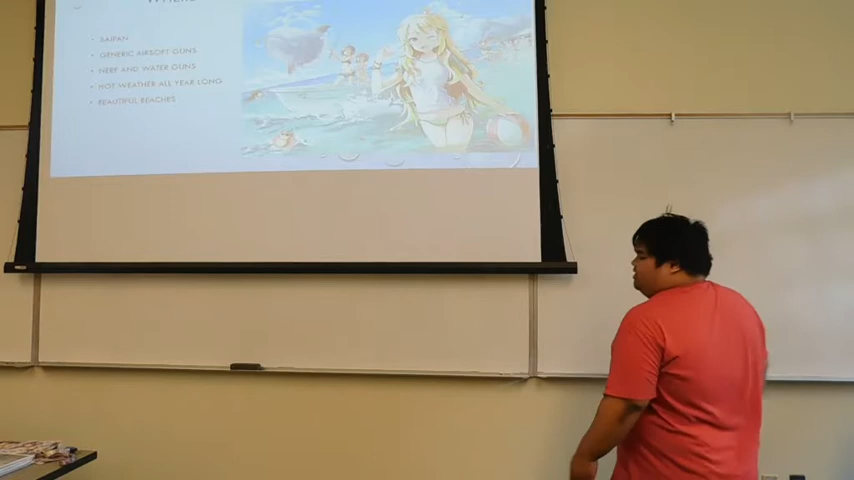 SAIPAN
GENERIC AIRSOFT GUNS
NERF AND WATER GUNS
HOT WEATHER ALL YEAR LONG
BEAUTIFUL BEACHES